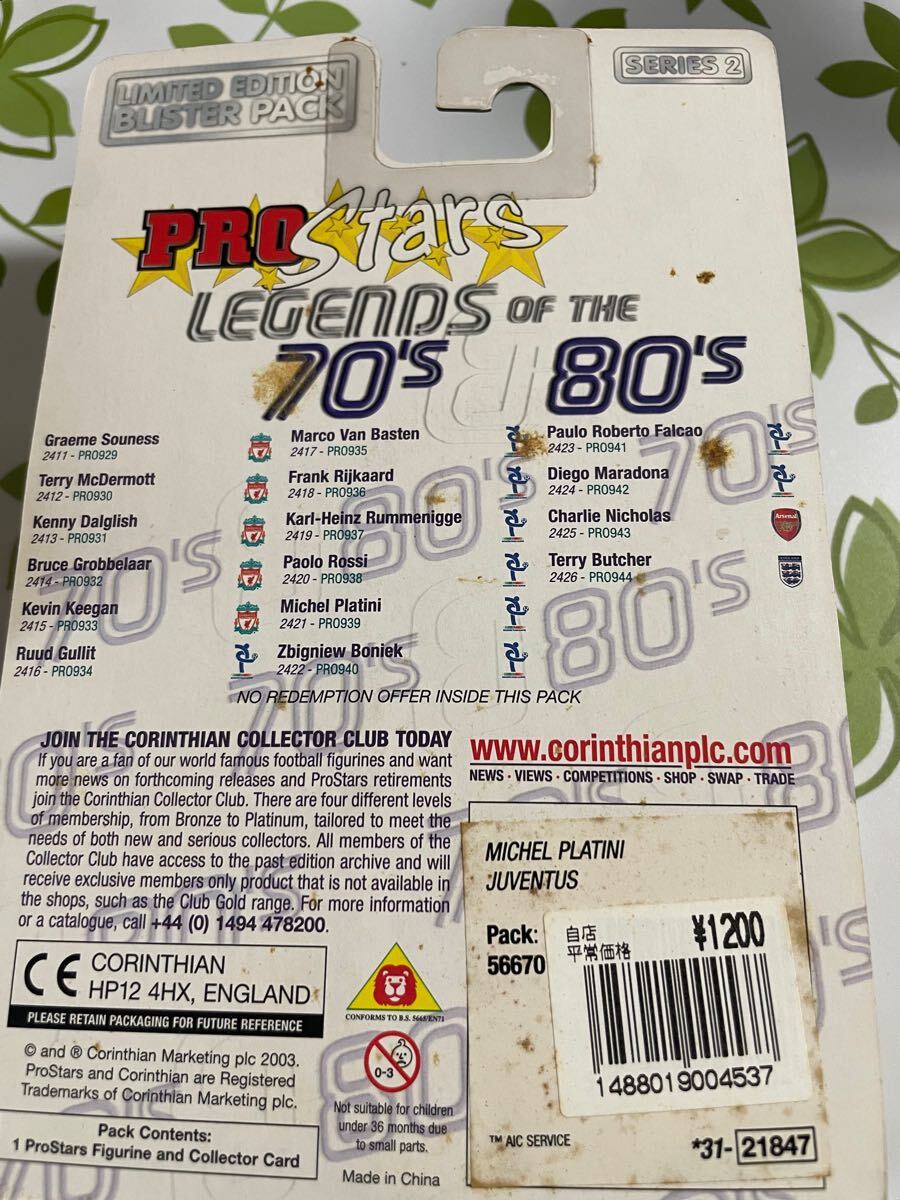 LIMITED EDITION
BLISTER PACK
SERIES 2
PRO Stars
LEGENDS OF THE
70's 80's
Graeme Souness
2411 - PRO929
Terry McDermott
2412 - PRO930
Kenny Dalglish
2413 - PRO931
Bruce Grobbelaar
2414 - PRO932
Kevin Keegan
2415 - PRO933
Ruud Gullit
2416 - PRO934
Marco Van Basten
2417 - PRO935
Frank Rijkaard
2418 - PRO936
Karl-Heinz Rummenigge
2419 - PRO937
Paolo Rossi
2420 - PRO938
Michel Platini
2421 - PRO939
Zbigniew Boniek
2422 - PRO940
Paulo Roberto Falcao
2423 - PRO941
Diego Maradona
2424 - PRO942
Charlie Nicholas
2425 - PRO943
Arsenal
Terry Butcher
2426 - PRO944
NO REDEMPTION OFFER INSIDE THIS PACK
JOIN THE CORINTHIAN COLLECTOR CLUB TODAY
If you are a fan of our world famous football figurines and want
more news on forthcoming releases and ProStars retirements
join the Corinthian Collector Club. There are four different levels
of membership, from Bronze to Platinum, tailored to meet the
needs of both new and serious collectors. All members of the
Collector Club have access to the past edition archive and will
receive exclusive members only product that is not available in
the shops, such as the Club Gold range. For more information
or a catalogue, call +44 (0) 1494 478200.
www.corinthianplc.com
NEWS · VIEWS · COMPETITIONS · SHOP · SWAP · TRADE
MICHEL PLATINI
JUVENTUS
Pack:
56670
自店
平常価格
¥1200
1488019004537
™ AIC SERVICE
*31- 21847
CE CORINTHIAN
HP12 4HX, ENGLAND
PLEASE RETAIN PACKAGING FOR FUTURE REFERENCE
CONFORMS TO B.S. 5665/EN71
© and ® Corinthian Marketing plc 2003.
ProStars and Corinthian are Registered
Trademarks of Corinthian Marketing plc.
0-3
Not suitable for children
under 36 months due
to small parts.
Pack Contents:
1 ProStars Figurine and Collector Card
Made in China